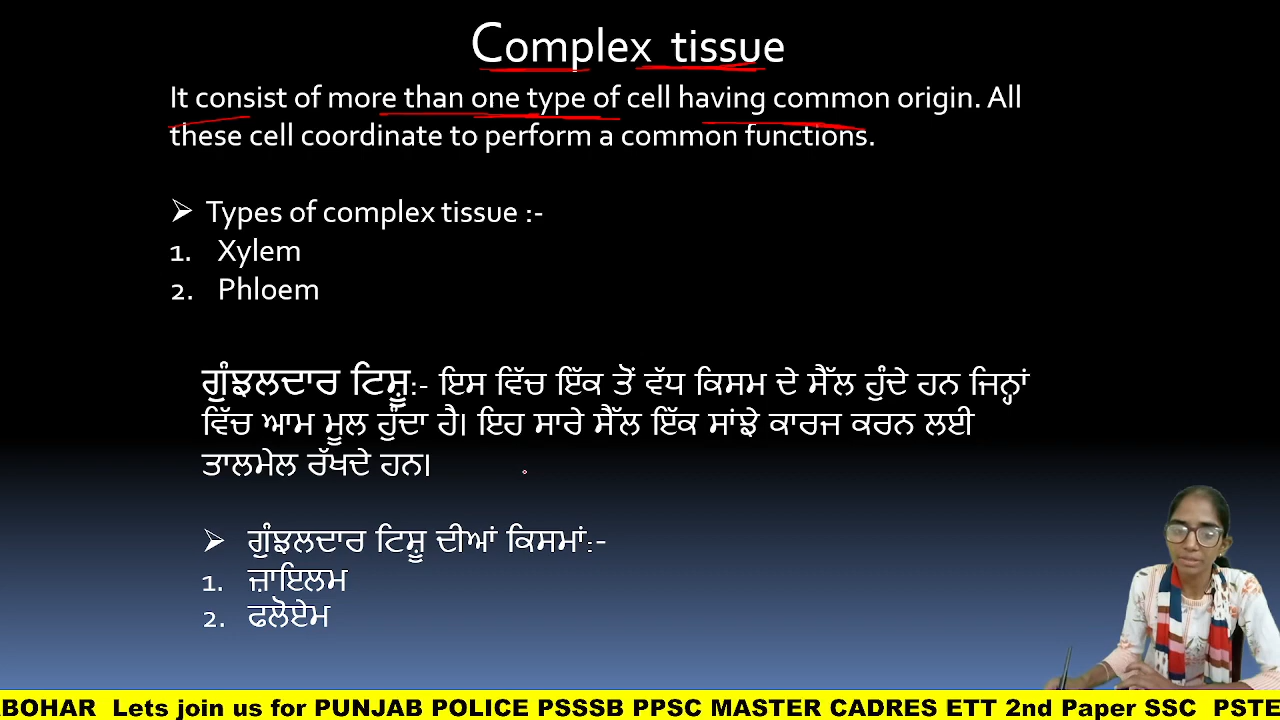 Complex tissue
It consist of more than one type of cell having common origin. All
these cell coordinate to perform a common functions.
➢ Types of complex tissue :-
1. Xylem
2. Phloem
ਗੁੰਝਲਦਾਰ ਟਿਸ਼ੂ:- ਇਸ ਵਿੱਚ ਇੱਕ ਤੋਂ ਵੱਧ ਕਿਸਮ ਦੇ ਸੈੱਲ ਹੁੰਦੇ ਹਨ ਜਿਨ੍ਹਾਂ
ਵਿੱਚ ਆਮ ਮੂਲ ਹੁੰਦਾ ਹੈ। ਇਹ ਸਾਰੇ ਸੈੱਲ ਇੱਕ ਸਾਂਝੇ ਕਾਰਜ ਕਰਨ ਲਈ
ਤਾਲਮੇਲ ਰੱਖਦੇ ਹਨ।
➢ ਗੁੰਝਲਦਾਰ ਟਿਸ਼ੂ ਦੀਆਂ ਕਿਸਮਾਂ:-
1. ਜ਼ਾਇਲਮ
2. ਫਲੋਏਮ
ABOHAR Lets join us for PUNJAB POLICE PSSSB PPSC MASTER CADRES ETT 2nd Paper SSC PSTE